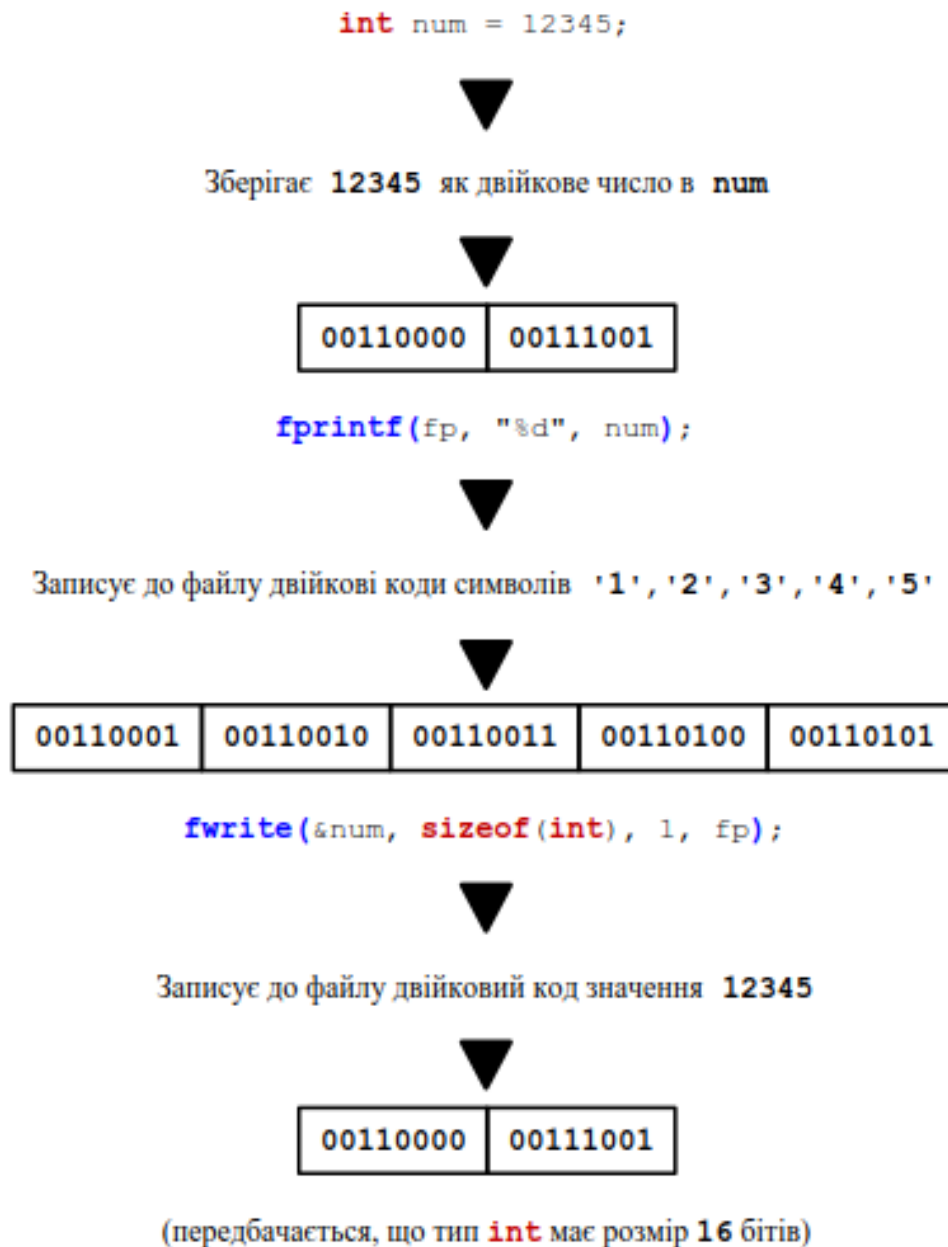 int num = 12345;
Зберігає 12345 як двійкове число в num
00110000 00111001
fprintf(fp, "%d", num);
Записує до файлу двійкові коди символів '1','2','3','4','5'
00110001 00110010 00110011 00110100 00110101
fwrite(&num, sizeof(int), 1, fp);
Записує до файлу двійковий код значення 12345
00110000 00111001
(передбачається, що тип int має розмір 16 бітів)